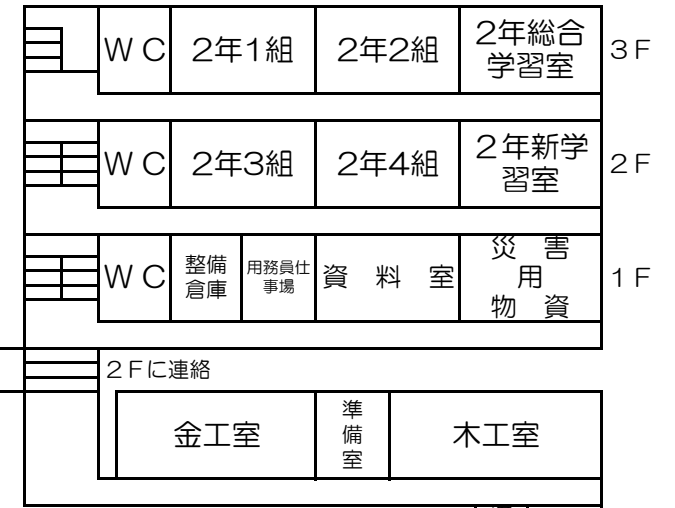 ＷＣ ２年１組 ２年２組 ２年総合学習室 ３Ｆ
ＷＣ ２年３組 ２年４組 ２年新学習室 ２Ｆ
ＷＣ 整備倉庫 用務員仕事場 資料室 災害用物資 １Ｆ
２Ｆに連絡
金工室 準備室 木工室